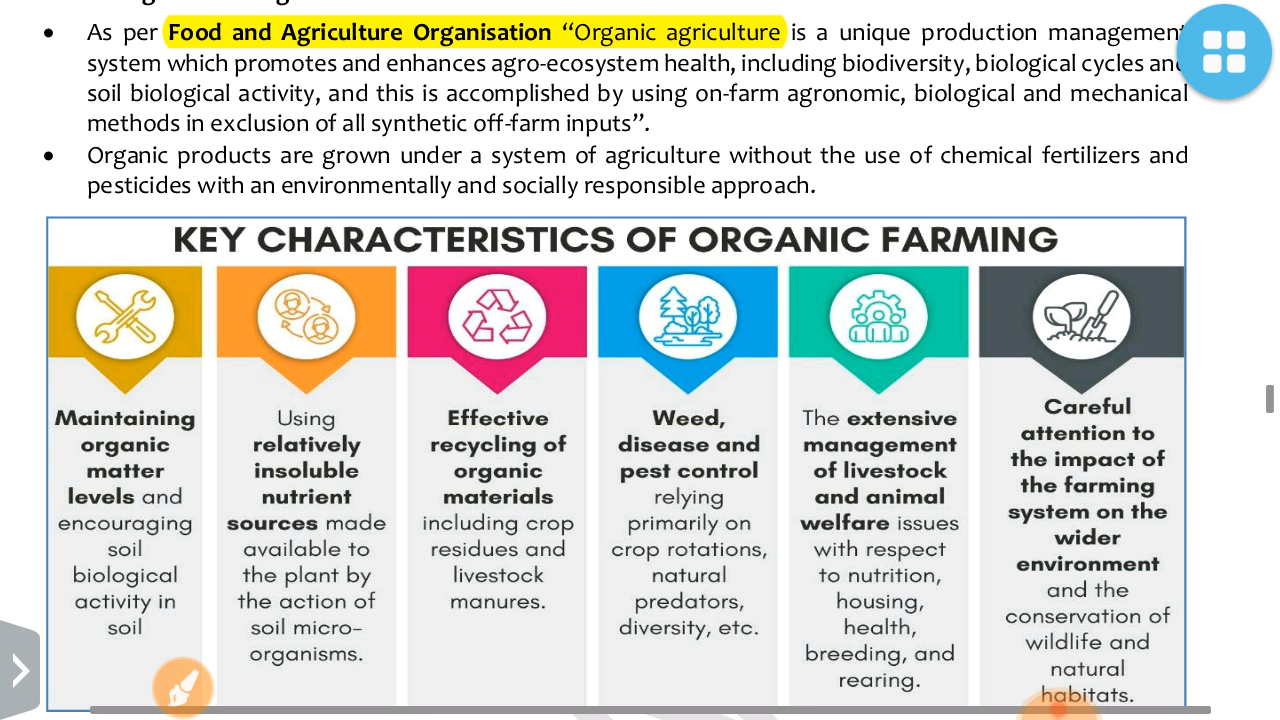 As per Food and Agriculture Organisation “Organic agriculture is a unique production management
system which promotes and enhances agro-ecosystem health, including biodiversity, biological cycles and
soil biological activity, and this is accomplished by using on-farm agronomic, biological and mechanical
methods in exclusion of all synthetic off-farm inputs”.
Organic products are grown under a system of agriculture without the use of chemical fertilizers and
pesticides with an environmentally and socially responsible approach.
KEY CHARACTERISTICS OF ORGANIC FARMING
Maintaining
organic
matter
levels and
encouraging
soil
biological
activity in
soil
Using
relatively
insoluble
nutrient
sources made
available to
the plant by
the action of
soil micro-
organisms.
Effective
recycling of
organic
materials
including crop
residues and
livestock
manures.
Weed,
disease and
pest control
relying
primarily on
crop rotations,
natural
predators,
diversity, etc.
The extensive
management
of livestock
and animal
welfare issues
with respect
to nutrition,
housing,
health,
breeding, and
rearing.
Careful
attention to
the impact of
the farming
system on the
wider
environment
and the
conservation of
wildlife and
natural
habitats.